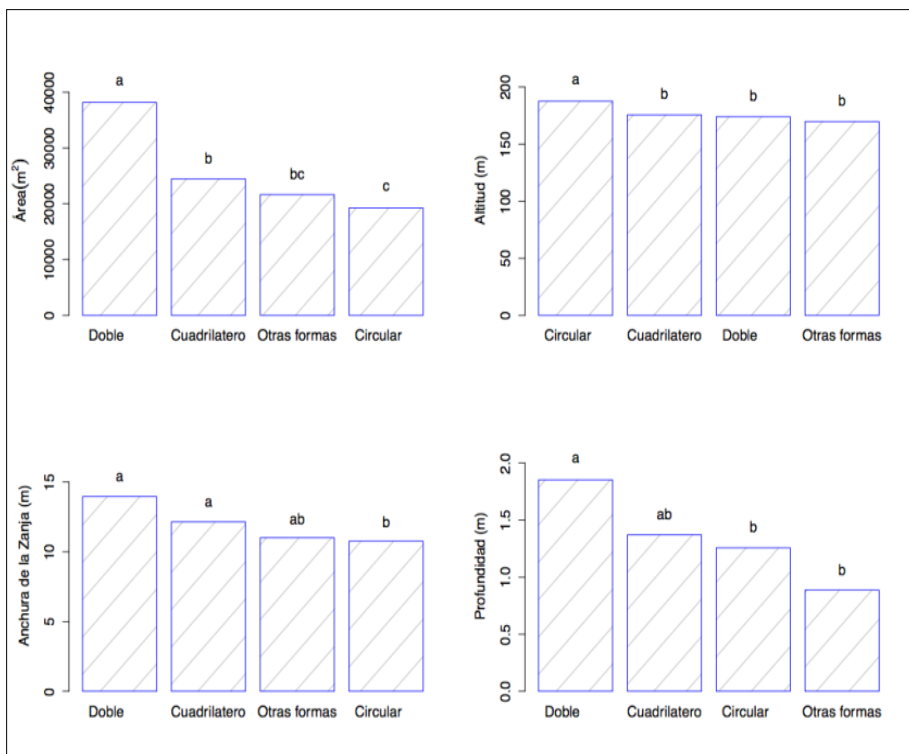 Área(m²)
40000
30000
20000
10000
0
a
b
bc
c
Doble Cuadrilatero Otras formas Circular
Altitud (m)
200
150
100
50
0
a
b
b
b
Circular Cuadrilatero Doble Otras formas
Anchura de la Zanja (m)
15
10
5
0
a
a
ab
b
Doble Cuadrilatero Otras formas Circular
Profundidad (m)
2.0
1.5
1.0
0.5
0.0
a
ab
b
b
Doble Cuadrilatero Circular Otras formas